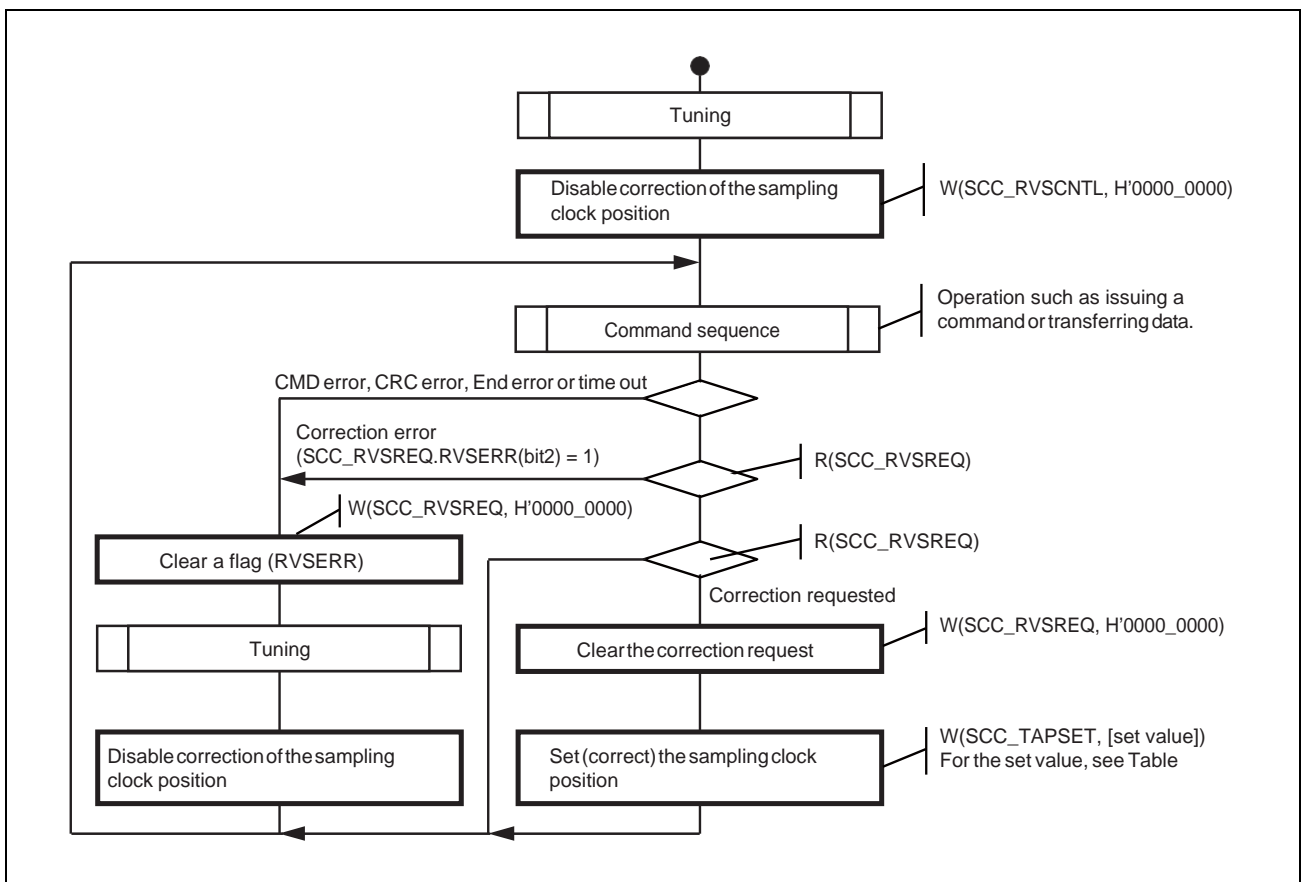 Tuning
Disable correction of the sampling
clock position
W(SCC_RVSCNTL, H'0000_0000)
Operation such as issuing a
command or transferring data.
Command sequence
CMD error, CRC error, End error or time out
Correction error
(SCC_RVSREQ.RVSERR(bit2) = 1)
R(SCC_RVSREQ)
W(SCC_RVSREQ, H'0000_0000)
R(SCC_RVSREQ)
Clear a flag (RVSERR)
Correction requested
W(SCC_RVSREQ, H'0000_0000)
Tuning
Clear the correction request
W(SCC_TAPSET, [set value])
For the set value, see Table
Disable correction of the sampling
clock position
Set (correct) the sampling clock
position